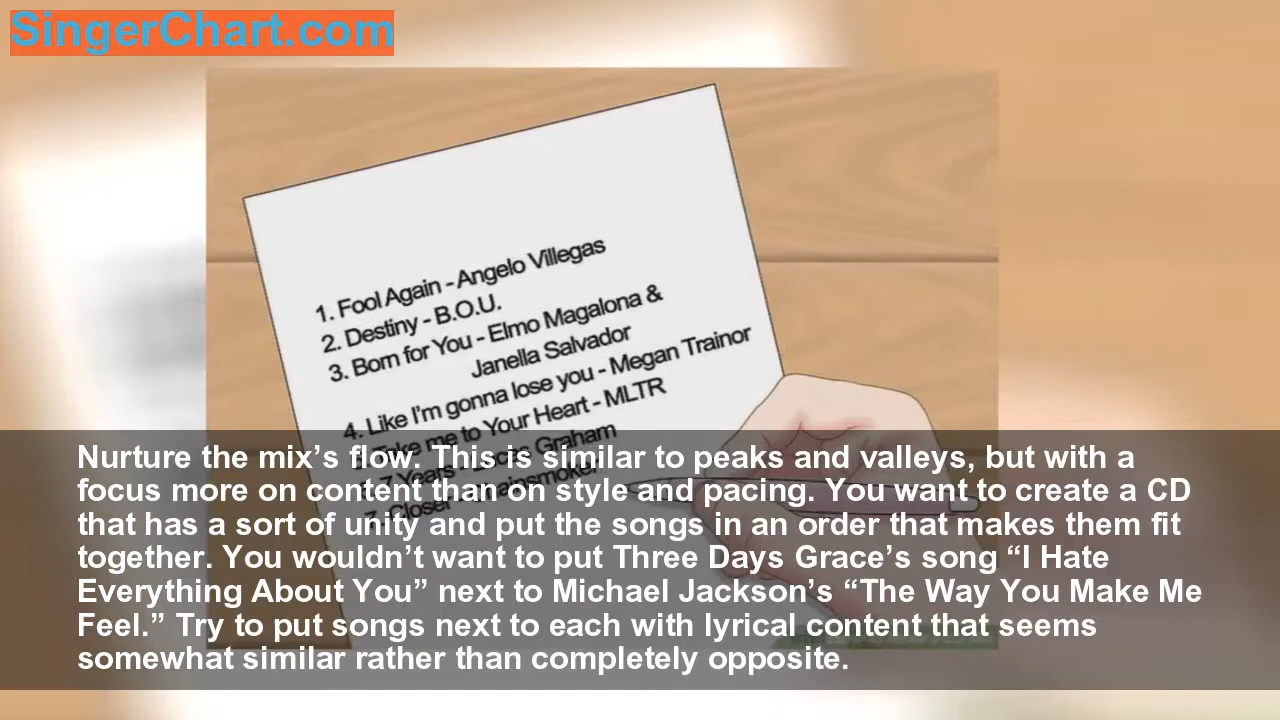 SingerChart.com
1. Fool Again - Angelo Villegas
2. Destiny - B.O.U.
3. Born for You - Elmo Magalona &
Janella Salvador
4. Like I'm gonna lose you - Megan Trainor
me to Your Heart - MLTR
7 Years Graham
7. Closer
Nurture the mix’s flow. This is similar to peaks and valleys, but with a
focus more on content than on style and pacing. You want to create a CD
that has a sort of unity and put the songs in an order that makes them fit
together. You wouldn’t want to put Three Days Grace’s song “I Hate
Everything About You” next to Michael Jackson’s “The Way You Make Me
Feel.” Try to put songs next to each with lyrical content that seems
somewhat similar rather than completely opposite.